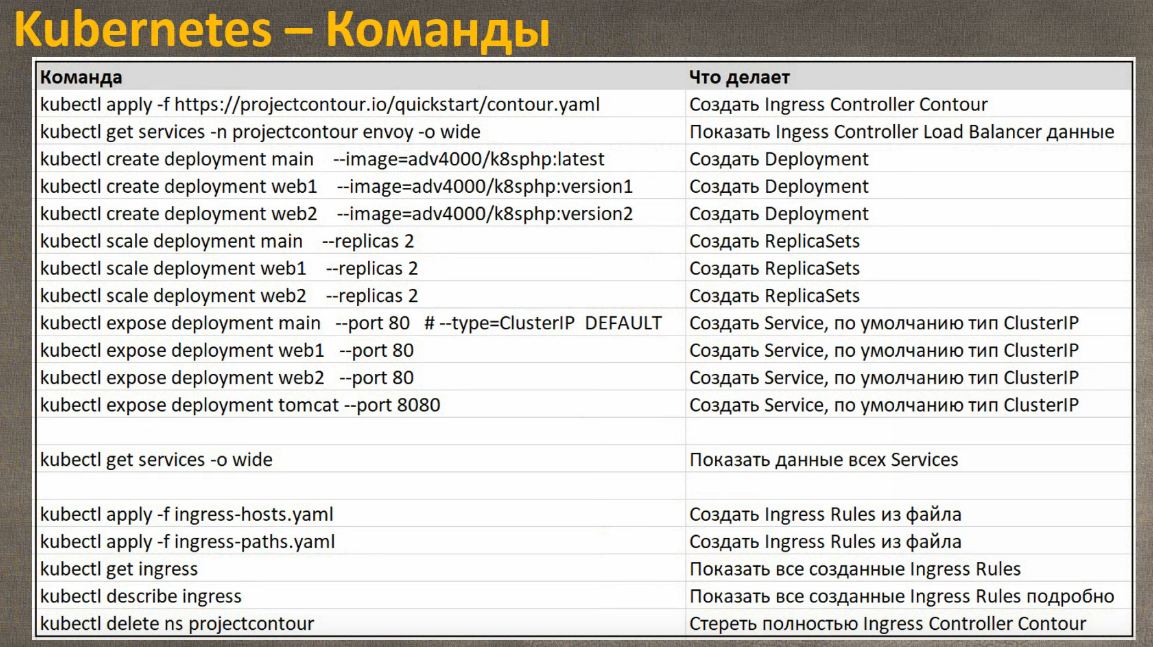 Kubernetes – Команды
Команда Что делает
kubectl apply -f https://projectcontour.io/quickstart/contour.yaml Создать Ingress Controller Contour
kubectl get services -n projectcontour envoy -o wide Показать Ingess Controller Load Balancer данные
kubectl create deployment main --image=adv4000/k8sphp:latest Создать Deployment
kubectl create deployment web1 --image=adv4000/k8sphp:version1 Создать Deployment
kubectl create deployment web2 --image=adv4000/k8sphp:version2 Создать Deployment
kubectl scale deployment main --replicas 2 Создать ReplicaSets
kubectl scale deployment web1 --replicas 2 Создать ReplicaSets
kubectl scale deployment web2 --replicas 2 Создать ReplicaSets
kubectl expose deployment main --port 80 # --type=ClusterIP DEFAULT Создать Service, по умолчанию тип ClusterIP
kubectl expose deployment web1 --port 80 Создать Service, по умолчанию тип ClusterIP
kubectl expose deployment web2 --port 80 Создать Service, по умолчанию тип ClusterIP
kubectl expose deployment tomcat --port 8080 Создать Service, по умолчанию тип ClusterIP
kubectl get services -o wide Показать данные всех Services
kubectl apply -f ingress-hosts.yaml Создать Ingress Rules из файла
kubectl apply -f ingress-paths.yaml Создать Ingress Rules из файла
kubectl get ingress Показать все созданные Ingress Rules
kubectl describe ingress Показать все созданные Ingress Rules подробно
kubectl delete ns projectcontour Стереть полностью Ingress Controller Contour